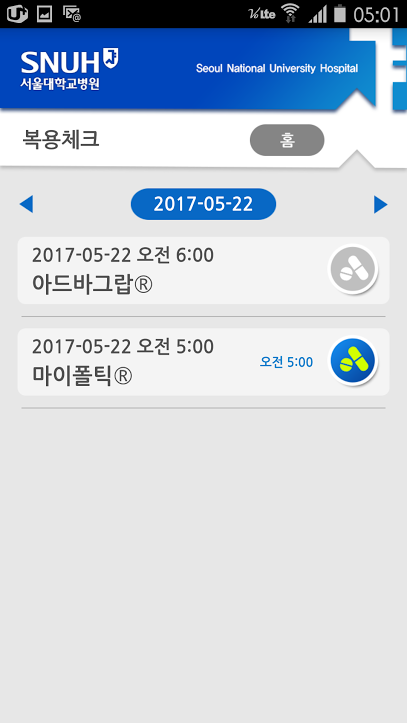 05:01
SNUH
서울대학교병원
Seoul National University Hospital
복용체크
홈
2017-05-22
2017-05-22 오전 6:00
아드바그랍®
2017-05-22 오전 5:00
오전 5:00
마이폴틱®